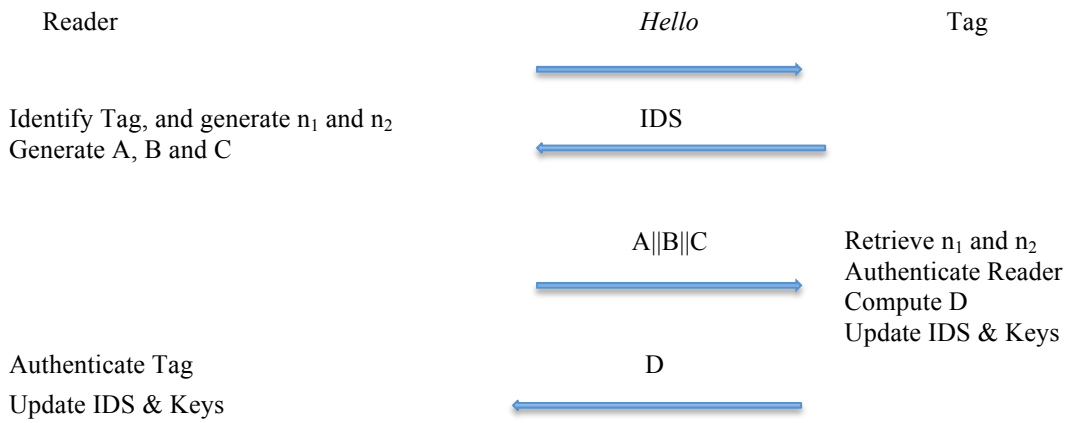 Reader Hello Tag
Identify Tag, and generate n₁ and n₂ IDS
Generate A, B and C
A||B||C Retrieve n₁ and n₂
Authenticate Reader
Compute D
Update IDS & Keys
Authenticate Tag D
Update IDS & Keys